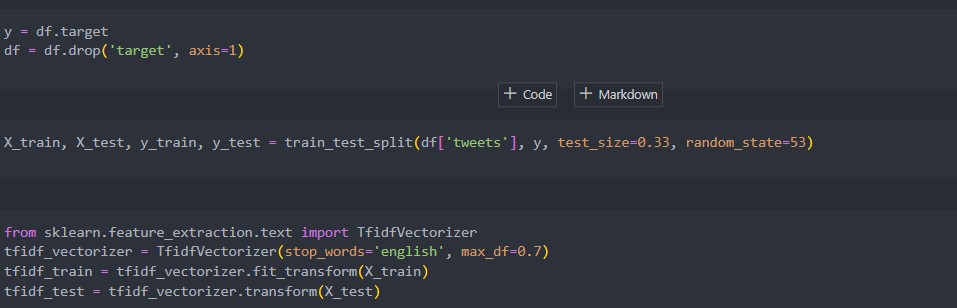 y = df.target
df = df.drop('target', axis=1)
+ Code + Markdown
X_train, X_test, y_train, y_test = train_test_split(df['tweets'], y, test_size=0.33, random_state=53)
from sklearn.feature_extraction.text import TfidfVectorizer
tfidf_vectorizer = TfidfVectorizer(stop_words='english', max_df=0.7)
tfidf_train = tfidf_vectorizer.fit_transform(X_train)
tfidf_test = tfidf_vectorizer.transform(X_test)